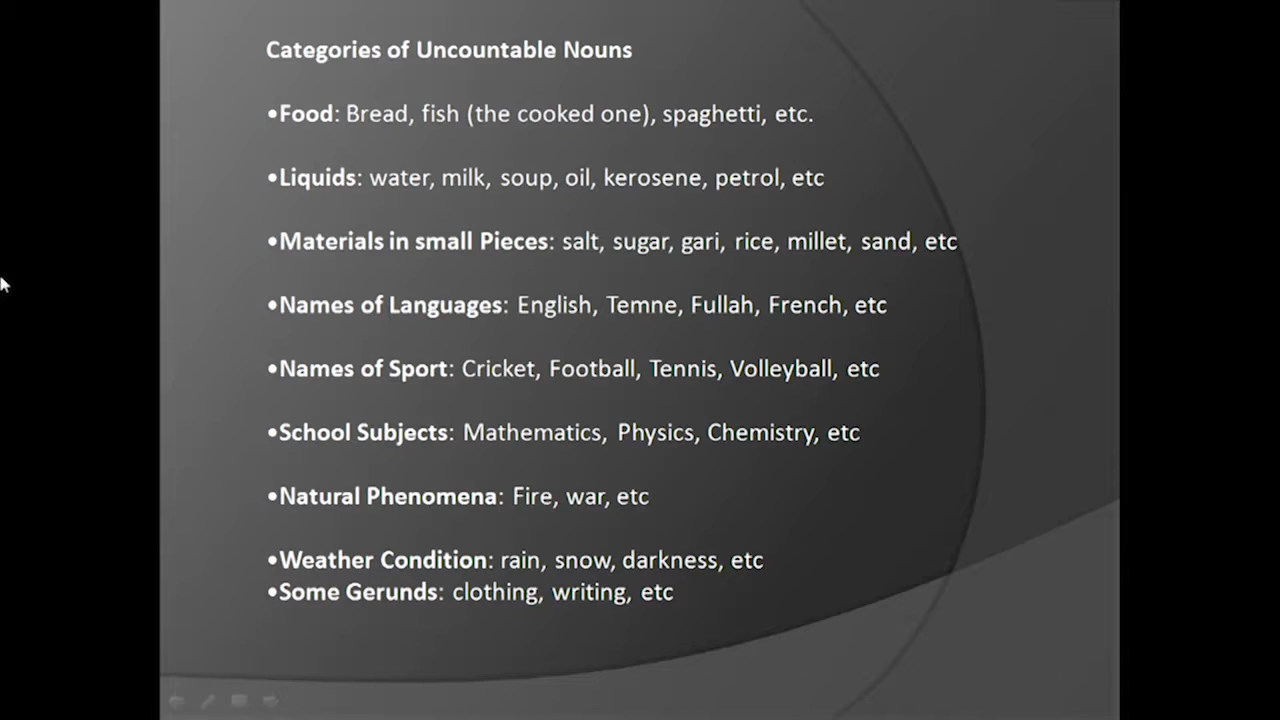 Categories of Uncountable Nouns
•Food: Bread, fish (the cooked one), spaghetti, etc.
•Liquids: water, milk, soup, oil, kerosene, petrol, etc
•Materials in small Pieces: salt, sugar, gari, rice, millet, sand, etc
•Names of Languages: English, Temne, Fullah, French, etc
•Names of Sport: Cricket, Football, Tennis, Volleyball, etc
•School Subjects: Mathematics, Physics, Chemistry, etc
•Natural Phenomena: Fire, war, etc
•Weather Condition: rain, snow, darkness, etc
•Some Gerunds: clothing, writing, etc